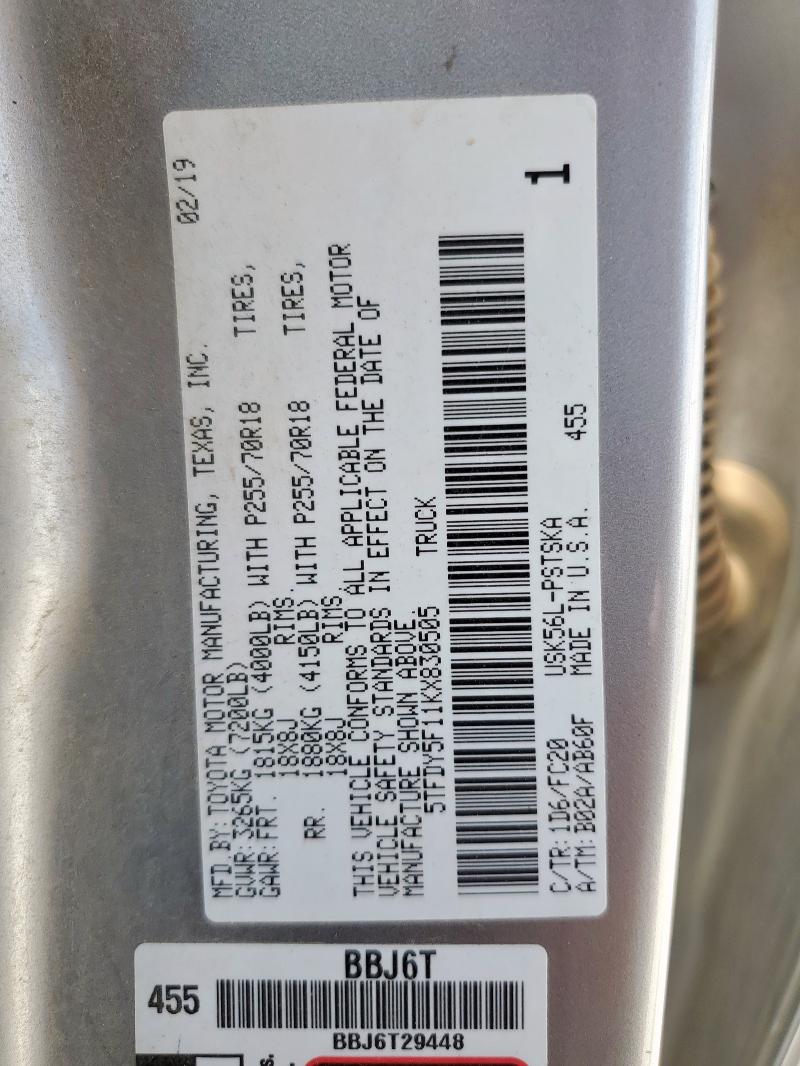 MFD.BY:TOYOTA MOTOR MANUFACTURING, TEXAS, INC. 02/19
GVWR:3265KG (7200LB)
GAWR:FRT. 1815KG (4000LB) WITH P255/70R18 TIRES,
18X8J RIMS.
RR. 1880KG (4150LB) WITH P255/70R18 TIRES,
18X8J RIMS
THIS VEHICLE CONFORMS TO ALL APPLICABLE FEDERAL MOTOR
VEHICLE SAFETY STANDARDS IN EFFECT ON THE DATE OF
MANUFACTURE SHOWN ABOVE.
5TFDY5F11KX830505 TRUCK
1
C/TR:1D6/FC20 USK56L-PSTSKA 455
A/TM:B02A/AB60F MADE IN U.S.A.
BBJ6T
455
BBJ6T29448